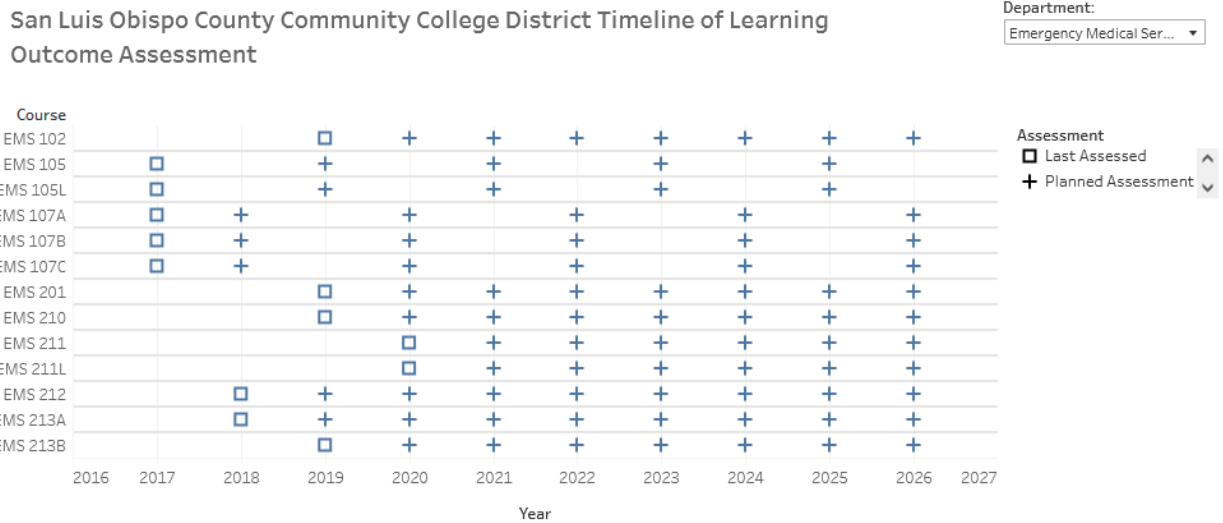 San Luis Obispo County Community College District Timeline of Learning
Outcome Assessment
Department:
Emergency Medical Ser...
Course
EMS 102
EMS 105
EMS 105L
EMS 107A
EMS 107B
EMS 107C
EMS 201
EMS 210
EMS 211
EMS 211L
EMS 212
EMS 213A
EMS 213B
2016 2017 2018 2019 2020 2021 2022 2023 2024 2025 2026 2027
Year
Assessment
Last Assessed
Planned Assessment